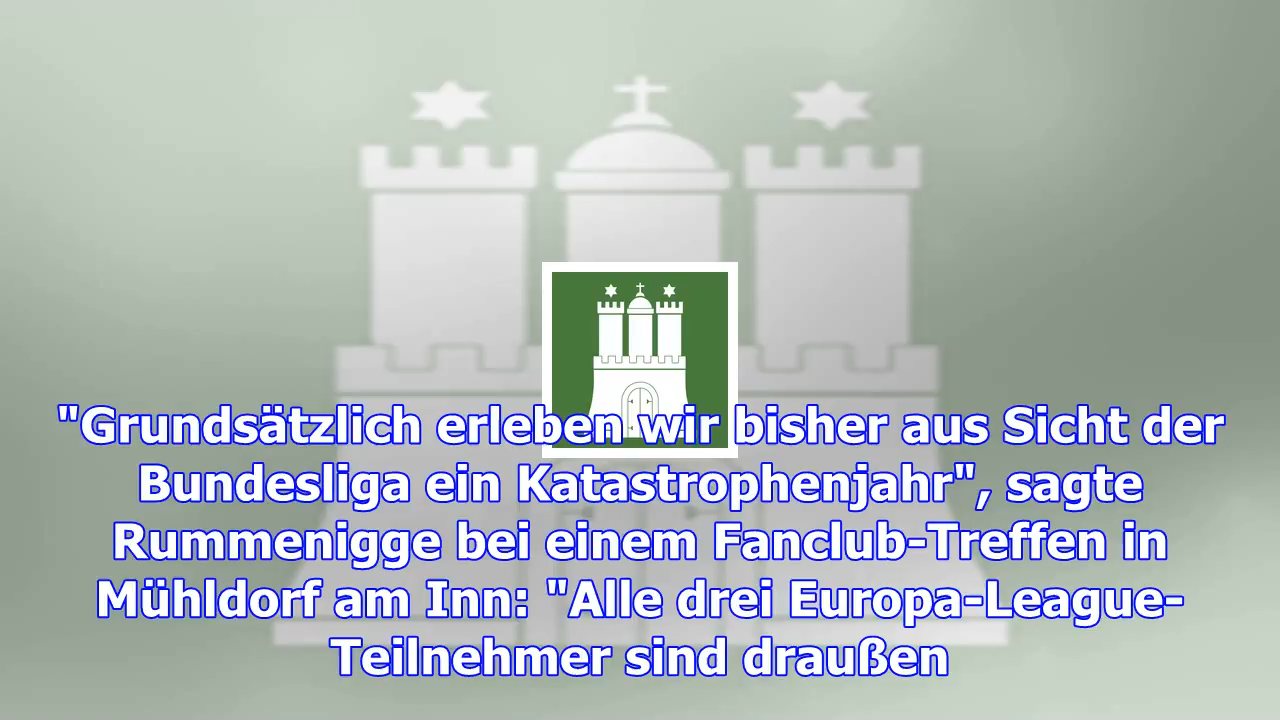 "Grundsätzlich erleben wir bisher aus Sicht der
Bundesliga ein Katastrophenjahr", sagte
Rummenigge bei einem Fanclub-Treffen in
Mühldorf am Inn: "Alle drei Europa-League-
Teilnehmer sind draußen